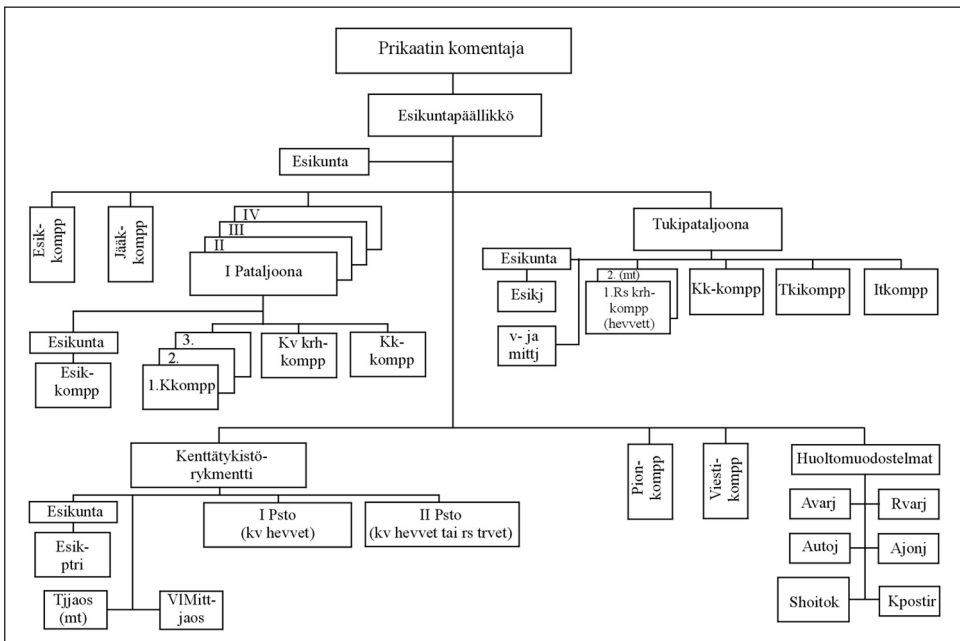 Prikaatin komentaja
Esikuntapäällikkö
Esikunta
Esik-
kompp
Jääk-
kompp
IV
III
II
I Pataljoona
Esikunta
Esik-
kompp
3.
2.
1.Kkompp
Kv krh-
kompp
Kk-
kompp
Tukipataljoona
Esikunta
Esikj
v- ja
mittj
2. (mt)
1.Rs krh-
kompp
(hevvett)
Kk-kompp
Tkikompp
Itkompp
Kenttätykistö-
rykmentti
Esikunta
Esik-
ptri
Tjjaos
(mt)
VlMitt-
jaos
I Psto
(kv hevvet)
II Psto
(kv hevvet tai rs trvet)
Pion-
kompp
Viesti-
kompp
Huoltomuodostelmat
Avarj
Rvarj
Autoj
Ajonj
Shoitok
Kpostir